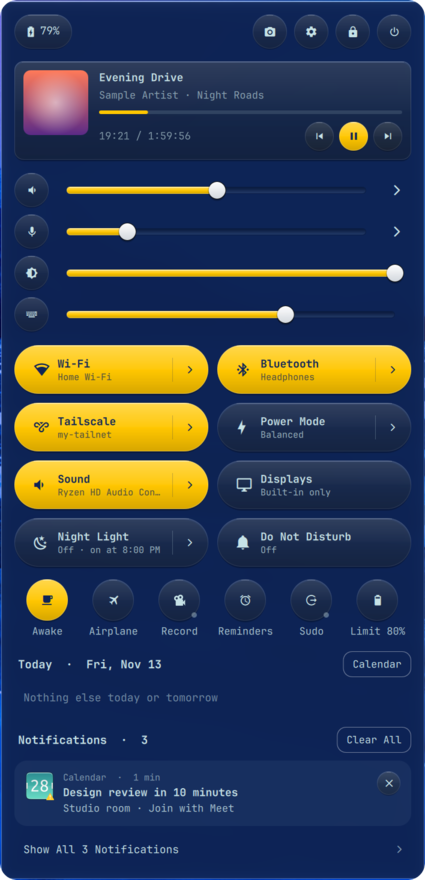 79%
Evening Drive
Sample Artist · Night Roads
19:21 / 1:59:56
Wi-Fi
Home Wi-Fi
Bluetooth
Headphones
Tailscale
my-tailnet
Power Mode
Balanced
Sound
Ryzen HD Audio Con…
Displays
Built-in only
Night Light
Off · on at 8:00 PM
Do Not Disturb
Off
Awake Airplane Record Reminders Sudo Limit 80%
Today · Fri, Nov 13 Calendar
Nothing else today or tomorrow
Notifications · 3 Clear All
28
Calendar · 1 min
Design review in 10 minutes
Studio room · Join with Meet
Show All 3 Notifications